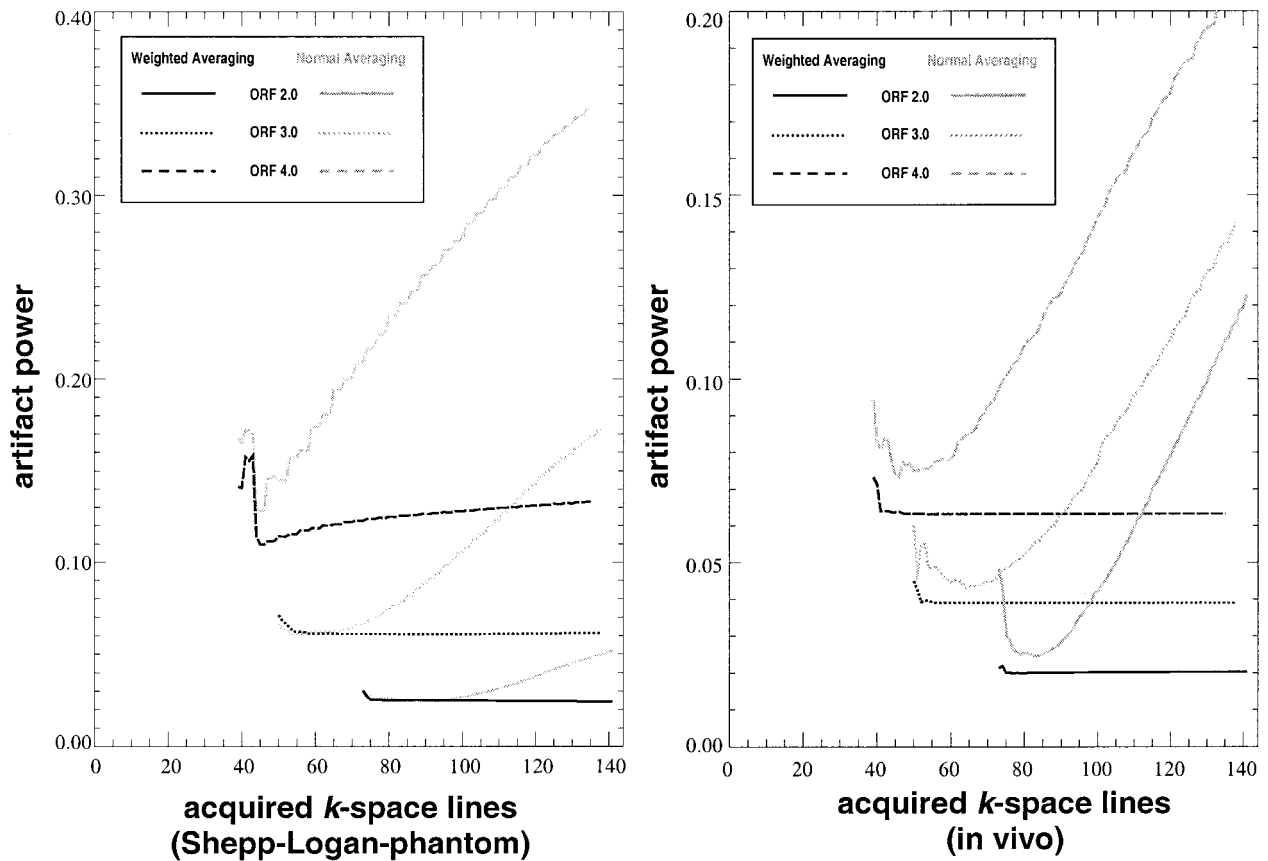 0.40
0.30
0.20
0.10
0.00
artifact power
Weighted Averaging Normal Averaging
ORF 2.0
ORF 3.0
ORF 4.0
0 20 40 60 80 100 120 140
acquired k-space lines
(Shepp-Logan-phantom)
0.20
0.15
0.10
0.05
0.00
artifact power
Weighted Averaging Normal Averaging
ORF 2.0
ORF 3.0
ORF 4.0
0 20 40 60 80 100 120 140
acquired k-space lines
(in vivo)